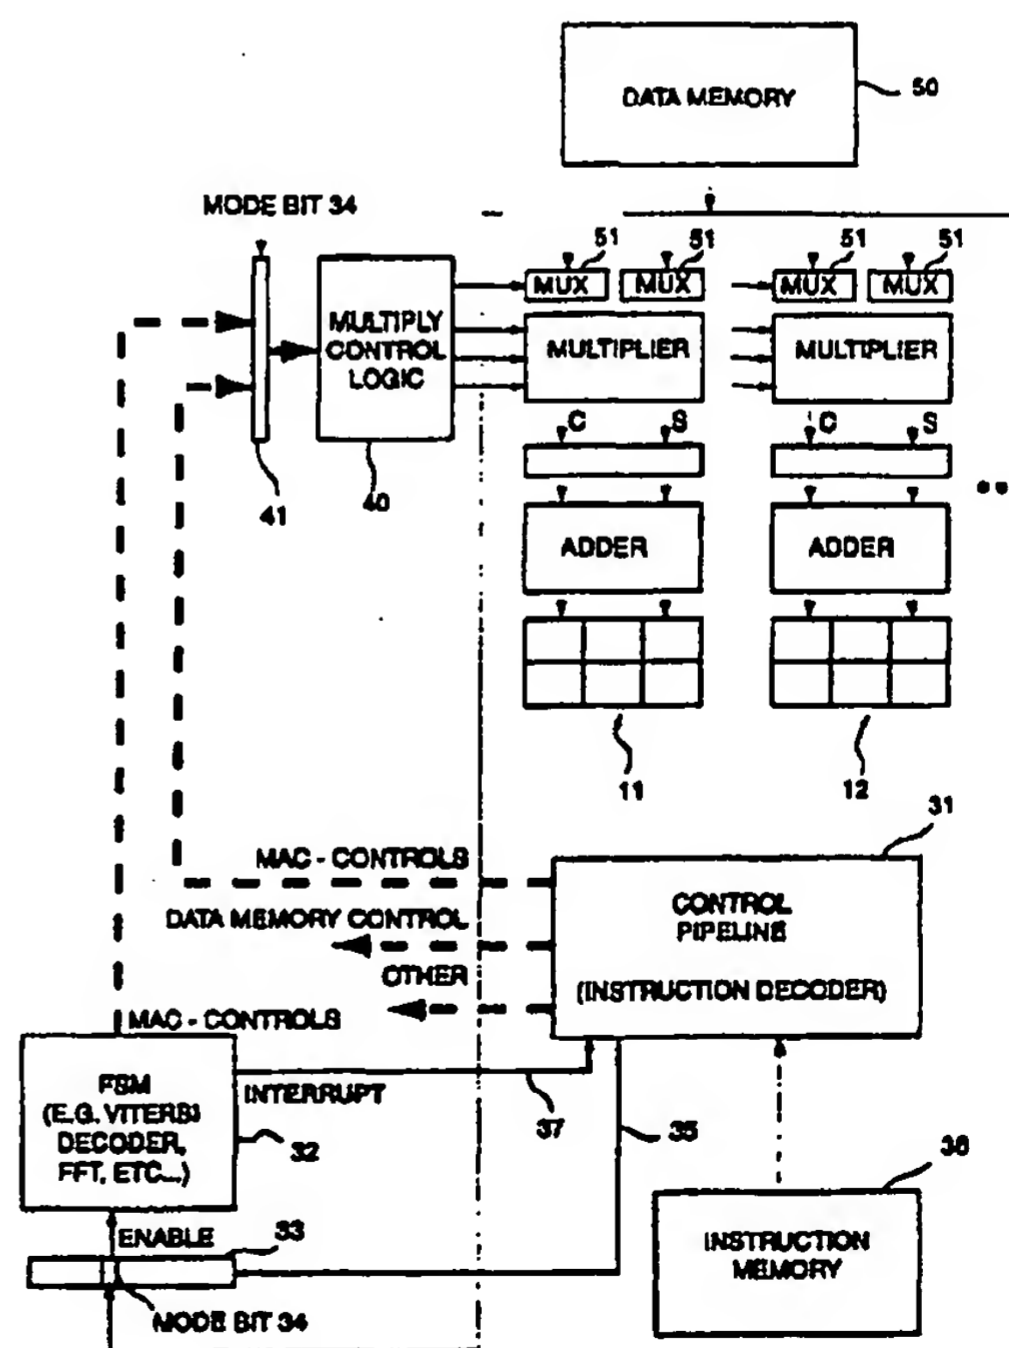 DATA MEMORY
50
MODE BIT 34
51
51
51
51
MUX
MUX
MUX
MUX
MULTIPLY
CONTROL
LOGIC
MULTIPLIER
MULTIPLIER
C
S
C
S
41
40
ADDER
ADDER
11
12
31
MAC - CONTROLS
DATA MEMORY CONTROL
OTHER
CONTROL
PIPELINE
(INSTRUCTION DECODER)
MAC - CONTROLS
FSM
(E.G. VITERBI
DECODER,
FFT, ETC...)
INTERRUPT
32
37
35
36
ENABLE
33
INSTRUCTION
MEMORY
MODE BIT 34